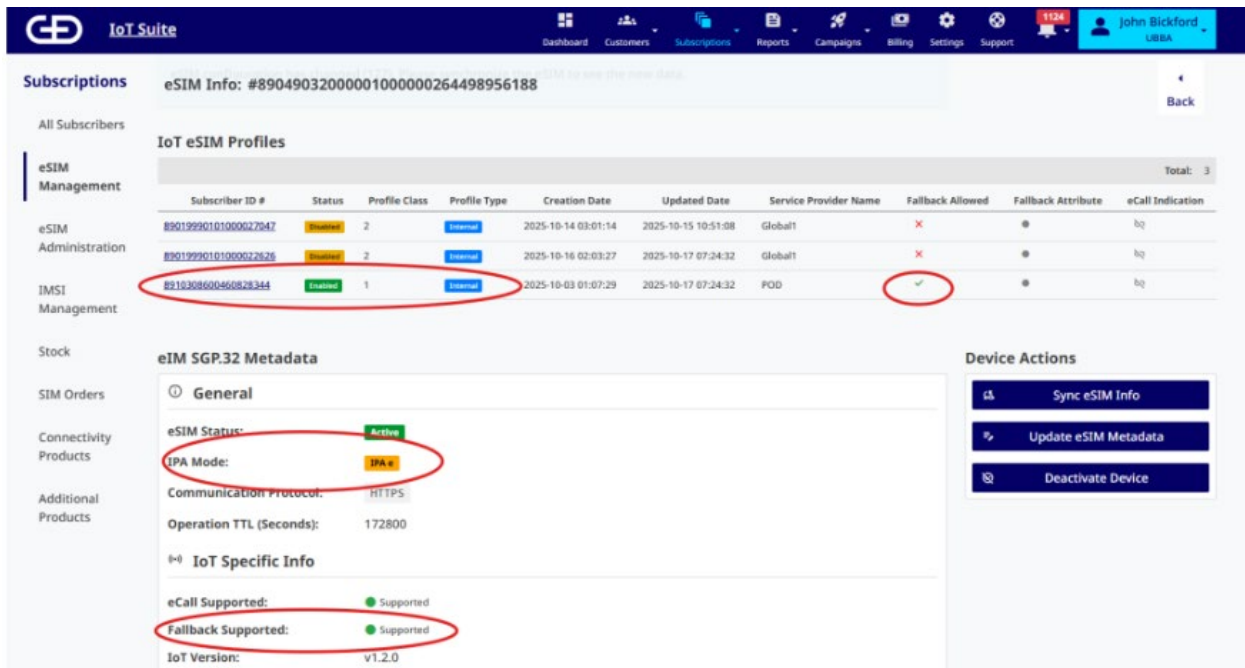 GD IoT Suite
Dashboard Customers Subscriptions Reports Campaigns Billing Settings Support
1124
John Bickford
UBBA
Subscriptions
All Subscribers
eSIM Management
eSIM Administration
IMSI Management
Stock
SIM Orders
Connectivity Products
Additional Products
eSIM Info: #89049032000001000000264498956188
Back
IoT eSIM Profiles
Total: 3
Subscriber ID # Status Profile Class Profile Type Creation Date Updated Date Service Provider Name Fallback Allowed Fallback Attribute eCall Indication
89019990101000027047 Disabled 2 Internal 2025-10-14 03:01:14 2025-10-15 10:51:08 Global1
89019990101000022626 Disabled 2 Internal 2025-10-16 02:03:27 2025-10-17 07:24:32 Global1
8910308600460828344 Enabled 1 Internal 2025-10-03 01:07:29 2025-10-17 07:24:32 POD
eIM SGP.32 Metadata
General
eSIM Status: Active
IPA Mode: IPA e
Communication Protocol: HTTPS
Operation TTL (Seconds): 172800
IoT Specific Info
eCall Supported: Supported
Fallback Supported: Supported
IoT Version: v1.2.0
Device Actions
Sync eSIM Info
Update eSIM Metadata
Deactivate Device